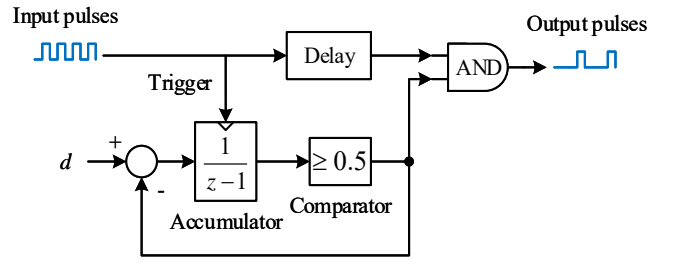 Input pulses
Output pulses
Delay
AND
Trigger
+
d
1
z-1
≥ 0.5
-
Comparator
Accumulator